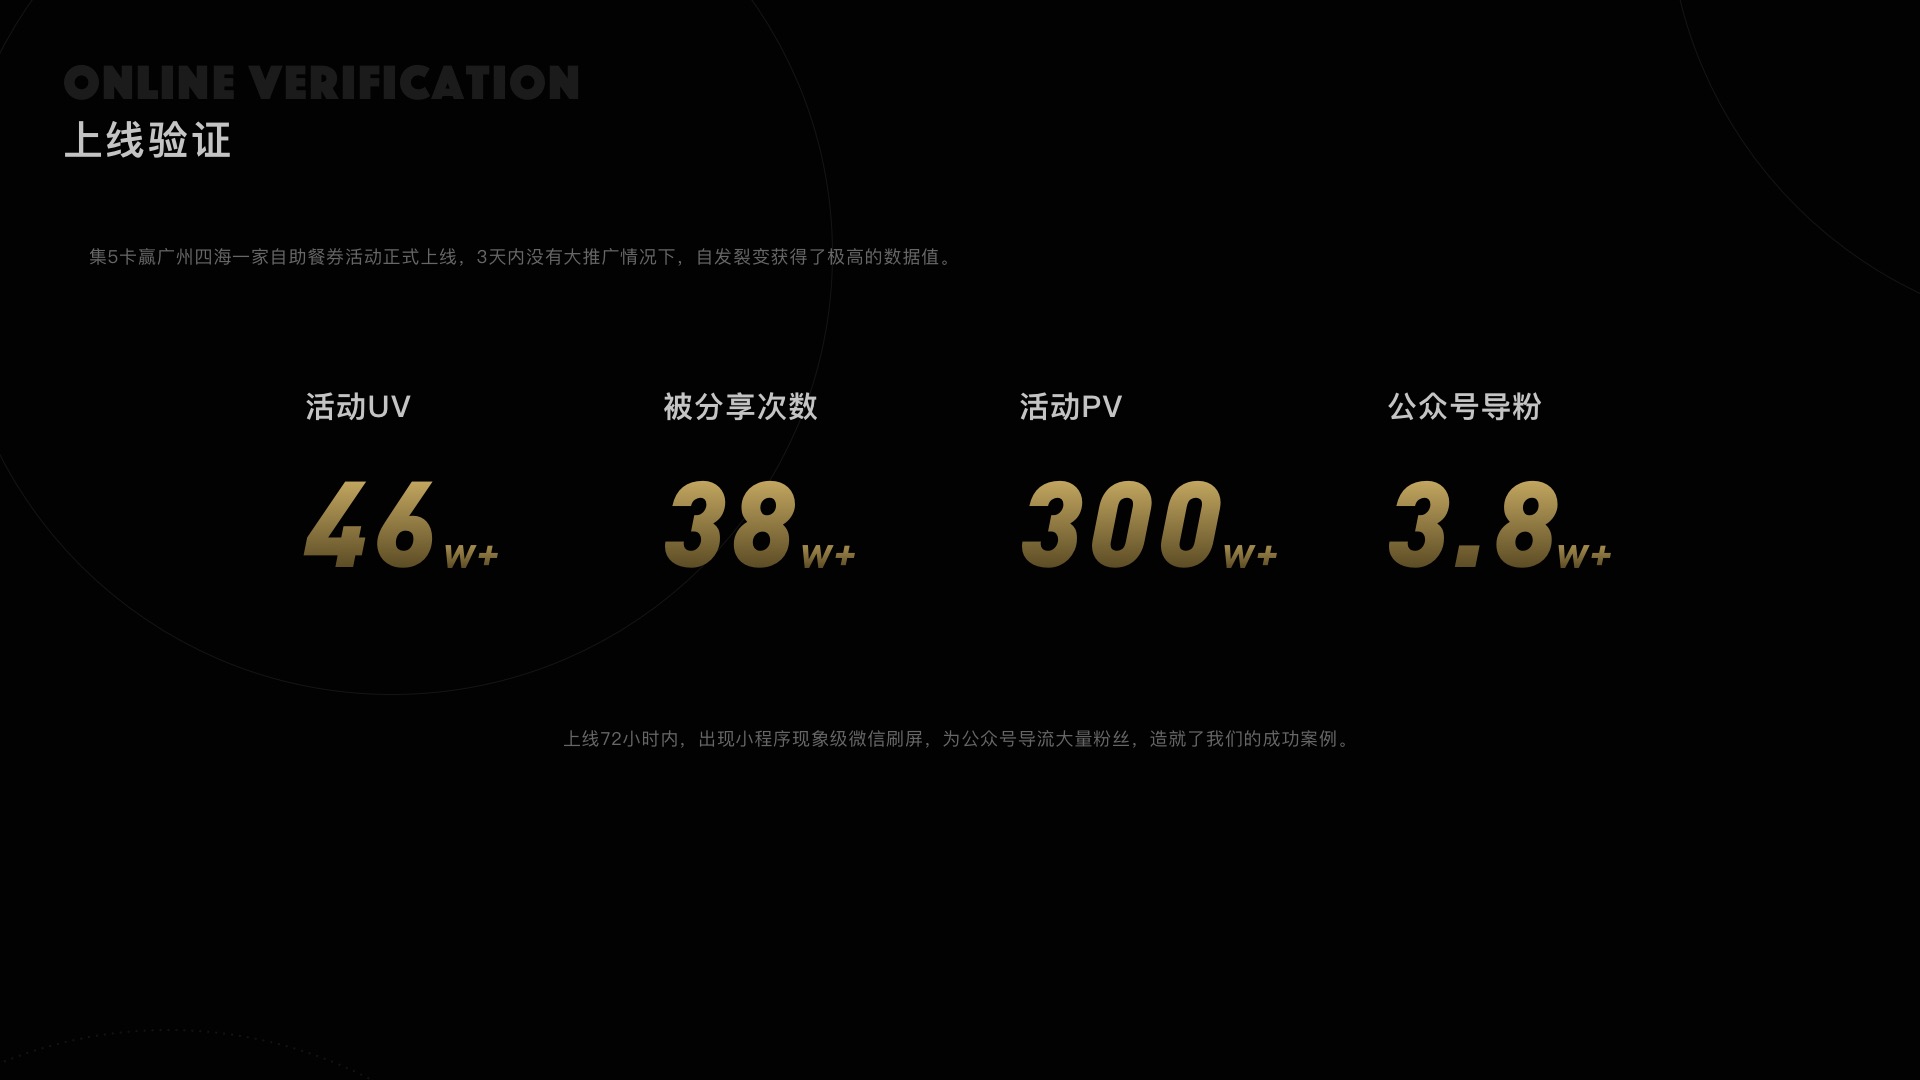 ONLINE VERIFICATION
上线验证
集5卡赢广州四海一家自助餐券活动正式上线，3天内没有大推广情况下，自发裂变获得了极高的数据值。
活动UV
被分享次数
活动PV
公众号导粉
46w+
38w+
300w+
3.8w+
上线72小时内，出现小程序现象级微信刷屏，为公众号导流大量粉丝，造就了我们的成功案例。